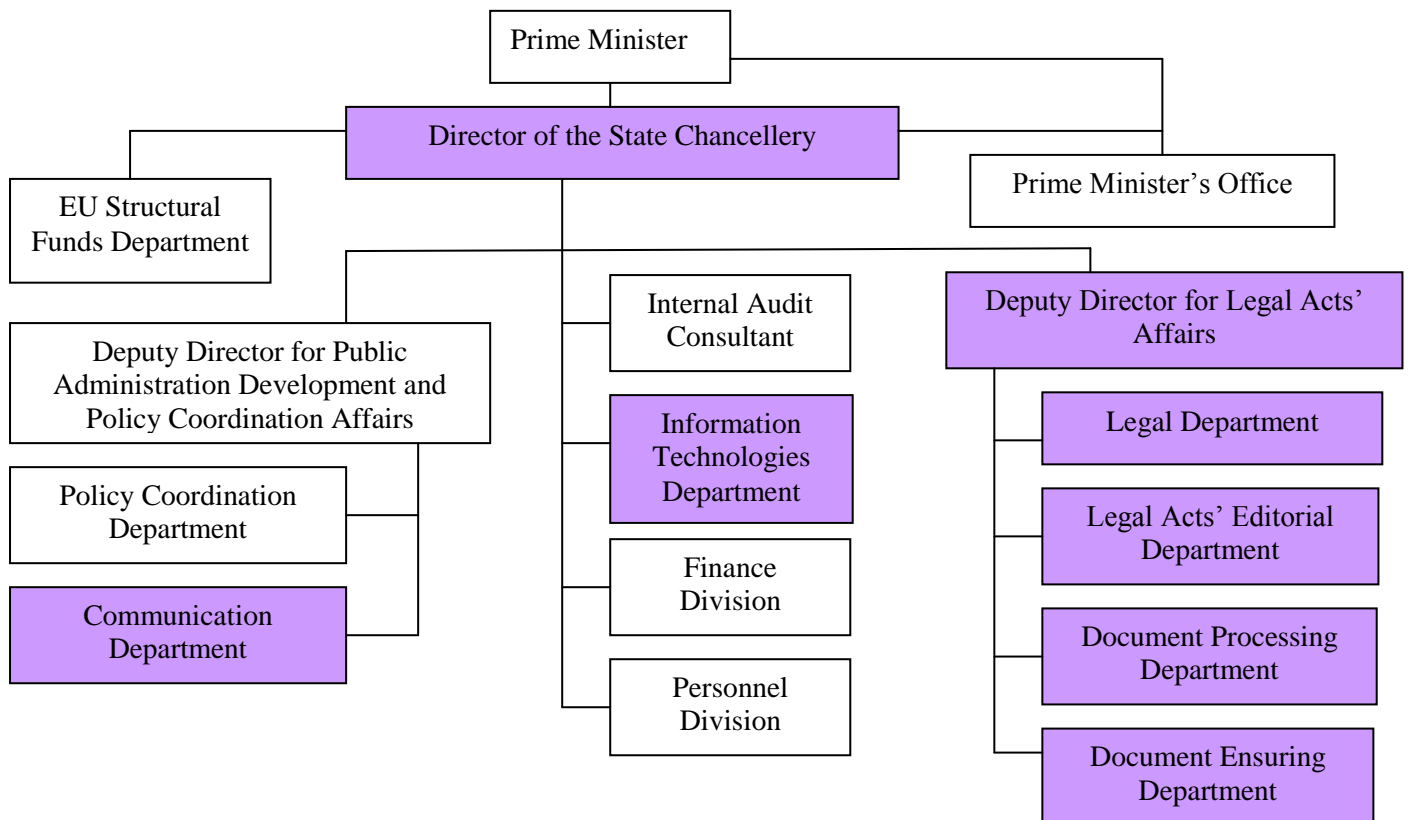 Prime Minister
Director of the State Chancellery
Prime Minister’s Office
EU Structural
Funds Department
Deputy Director for Public
Administration Development and
Policy Coordination Affairs
Policy Coordination
Department
Communication
Department
Internal Audit
Consultant
Information
Technologies
Department
Finance
Division
Personnel
Division
Deputy Director for Legal Acts’
Affairs
Legal Department
Legal Acts’ Editorial
Department
Document Processing
Department
Document Ensuring
Department